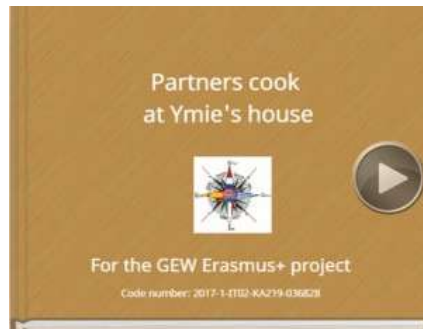 Partners cook
at Ymie's house
For the GEW Erasmus+ project
Code number: 2017-1-IT02-KA219-036828